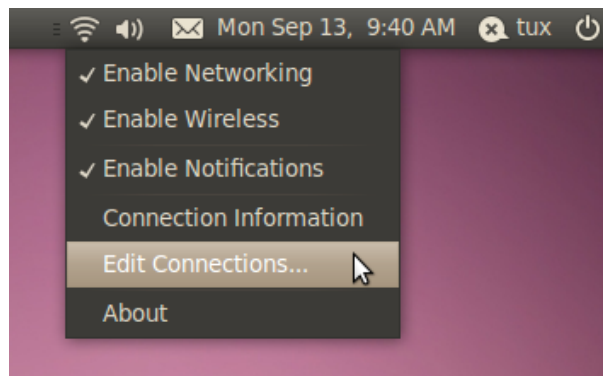 Mon Sep 13, 9:40 AM tux
Enable Networking
Enable Wireless
Enable Notifications
Connection Information
Edit Connections...
About